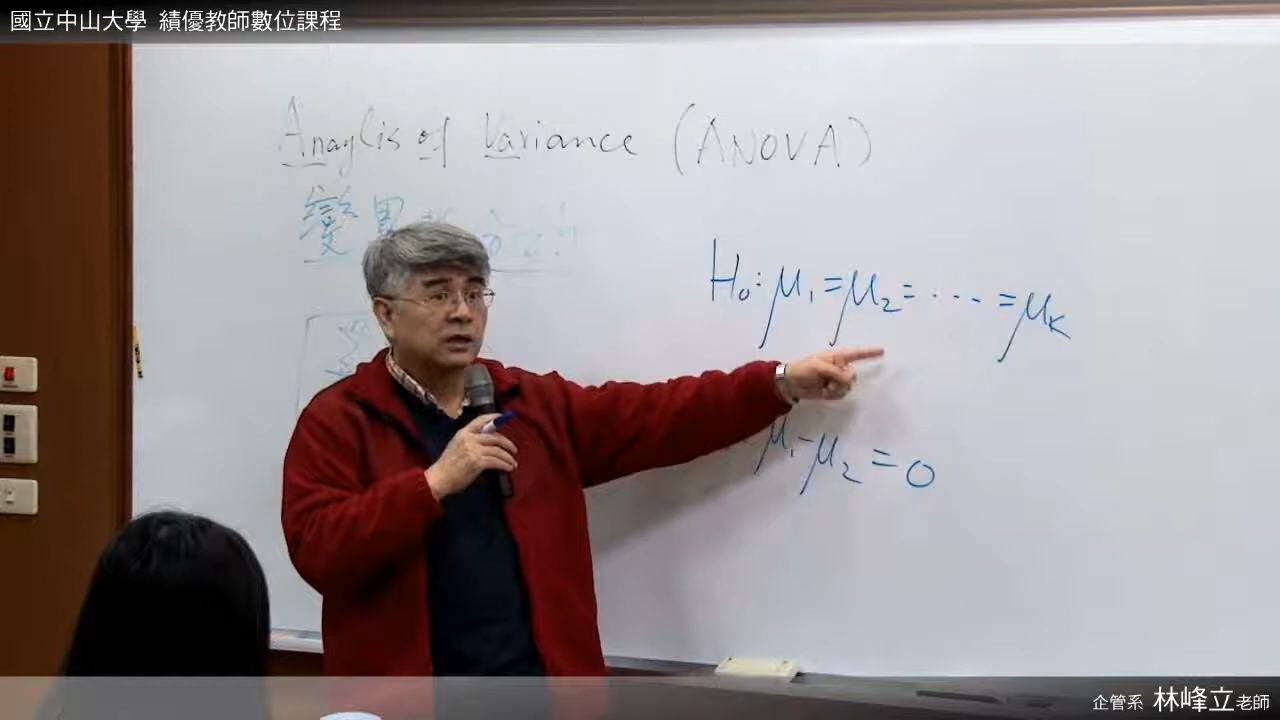 國立中山大學 績優教師數位課程
Anaylis of Variance (ANOVA)
變異
H₀: μ₁ = μ₂ = ···· = μₖ
μ₁ - μ₂ = 0
企管系 林峰立老師